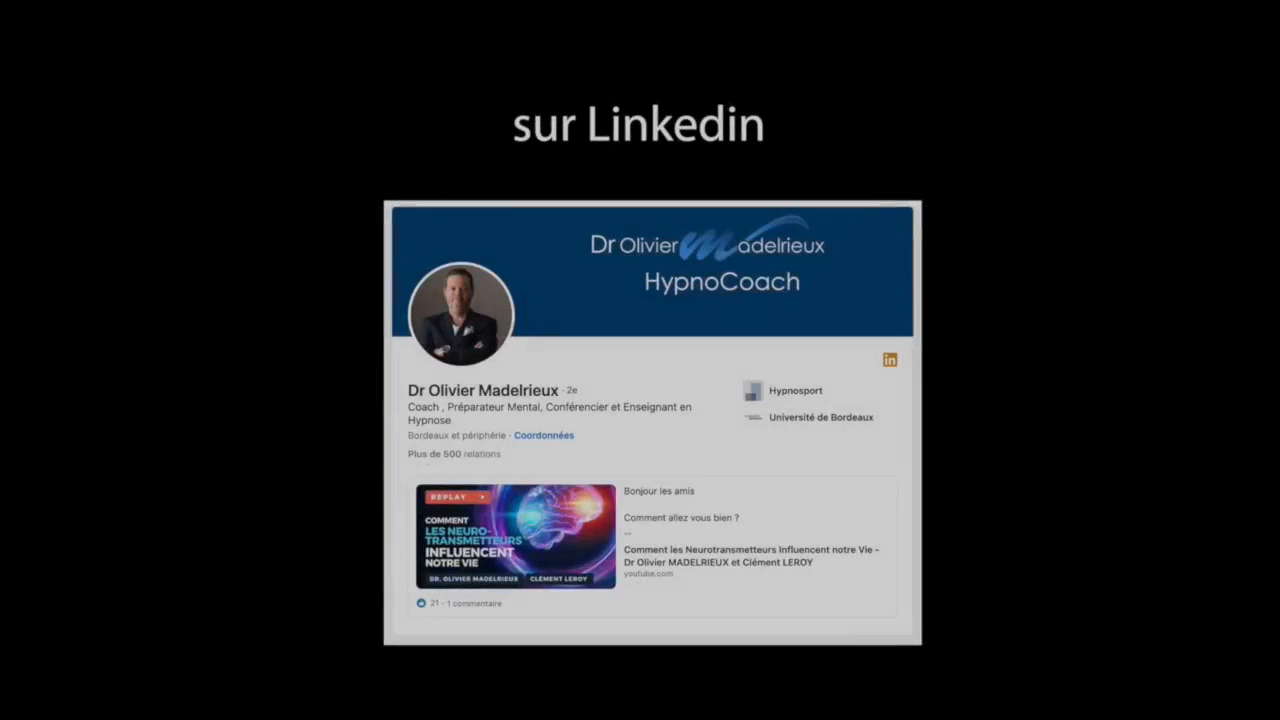 sur Linkedin
Dr Olivier Madelrieux
HypnoCoach
in
Dr Olivier Madelrieux · 2e
Coach , Préparateur Mental, Conférencier et Enseignant en
Hypnose
Bordeaux et périphérie · Coordonnées
Plus de 500 relations
Hypnosport
Université de Bordeaux
REPLAY
COMMENT
LES NEURO-
TRANSMETTEURS
INFLUENCENT
NOTRE VIE
DR. OLIVIER MADELRIEUX
CLÉMENT LEROY
Bonjour les amis
Comment allez vous bien ?
...
Comment les Neurotransmetteurs Influencent notre Vie -
Dr Olivier MADELRIEUX et Clément LEROY
youtube.com
21 - 1 commentaire